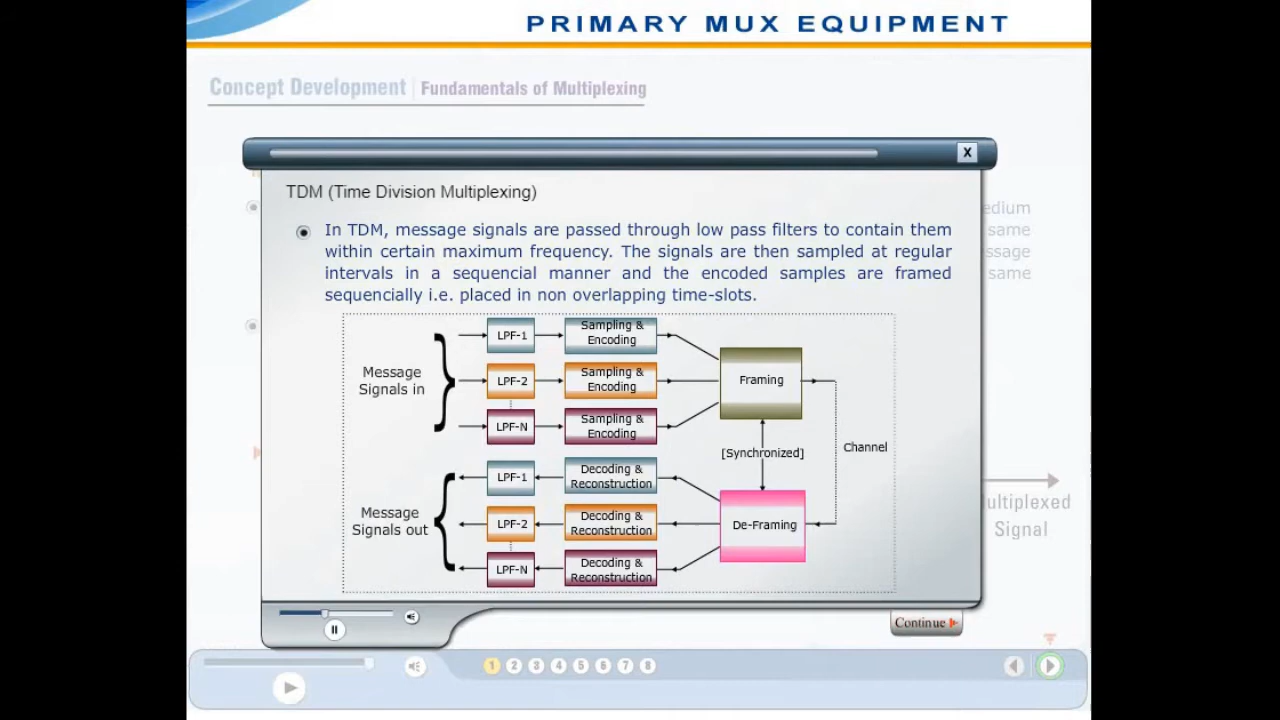 PRIMARY MUX EQUIPMENT
Concept Development | Fundamentals of Multiplexing
X
TDM (Time Division Multiplexing)
In TDM, message signals are passed through low pass filters to contain them
within certain maximum frequency. The signals are then sampled at regular
intervals in a sequencial manner and the encoded samples are framed
sequencially i.e. placed in non overlapping time-slots.
edium
same
ssage
same
Message
Signals in
LPF-1
Sampling &
Encoding
LPF-2
Sampling &
Encoding
LPF-N
Sampling &
Encoding
Framing
[Synchronized]
Channel
Message
Signals out
LPF-1
Decoding &
Reconstruction
LPF-2
Decoding &
Reconstruction
LPF-N
Decoding &
Reconstruction
De-Framing
ultiplexed
Signal
Continue
1 2 3 4 5 6 7 8